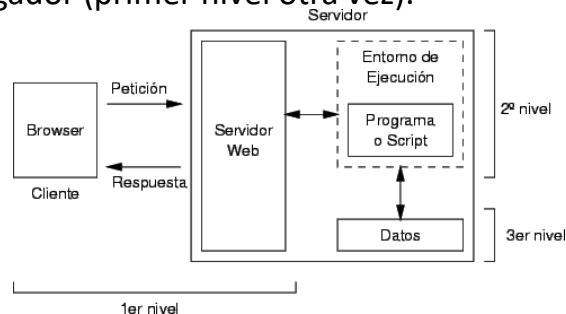 gador (primer nivel otra vez).
Servidor
Entorno de
Ejecución
Petición
2º nivel
Programa
o Script
Browser
Servidor
Web
Respuesta
Cliente
Datos
3er nivel
1er nivel